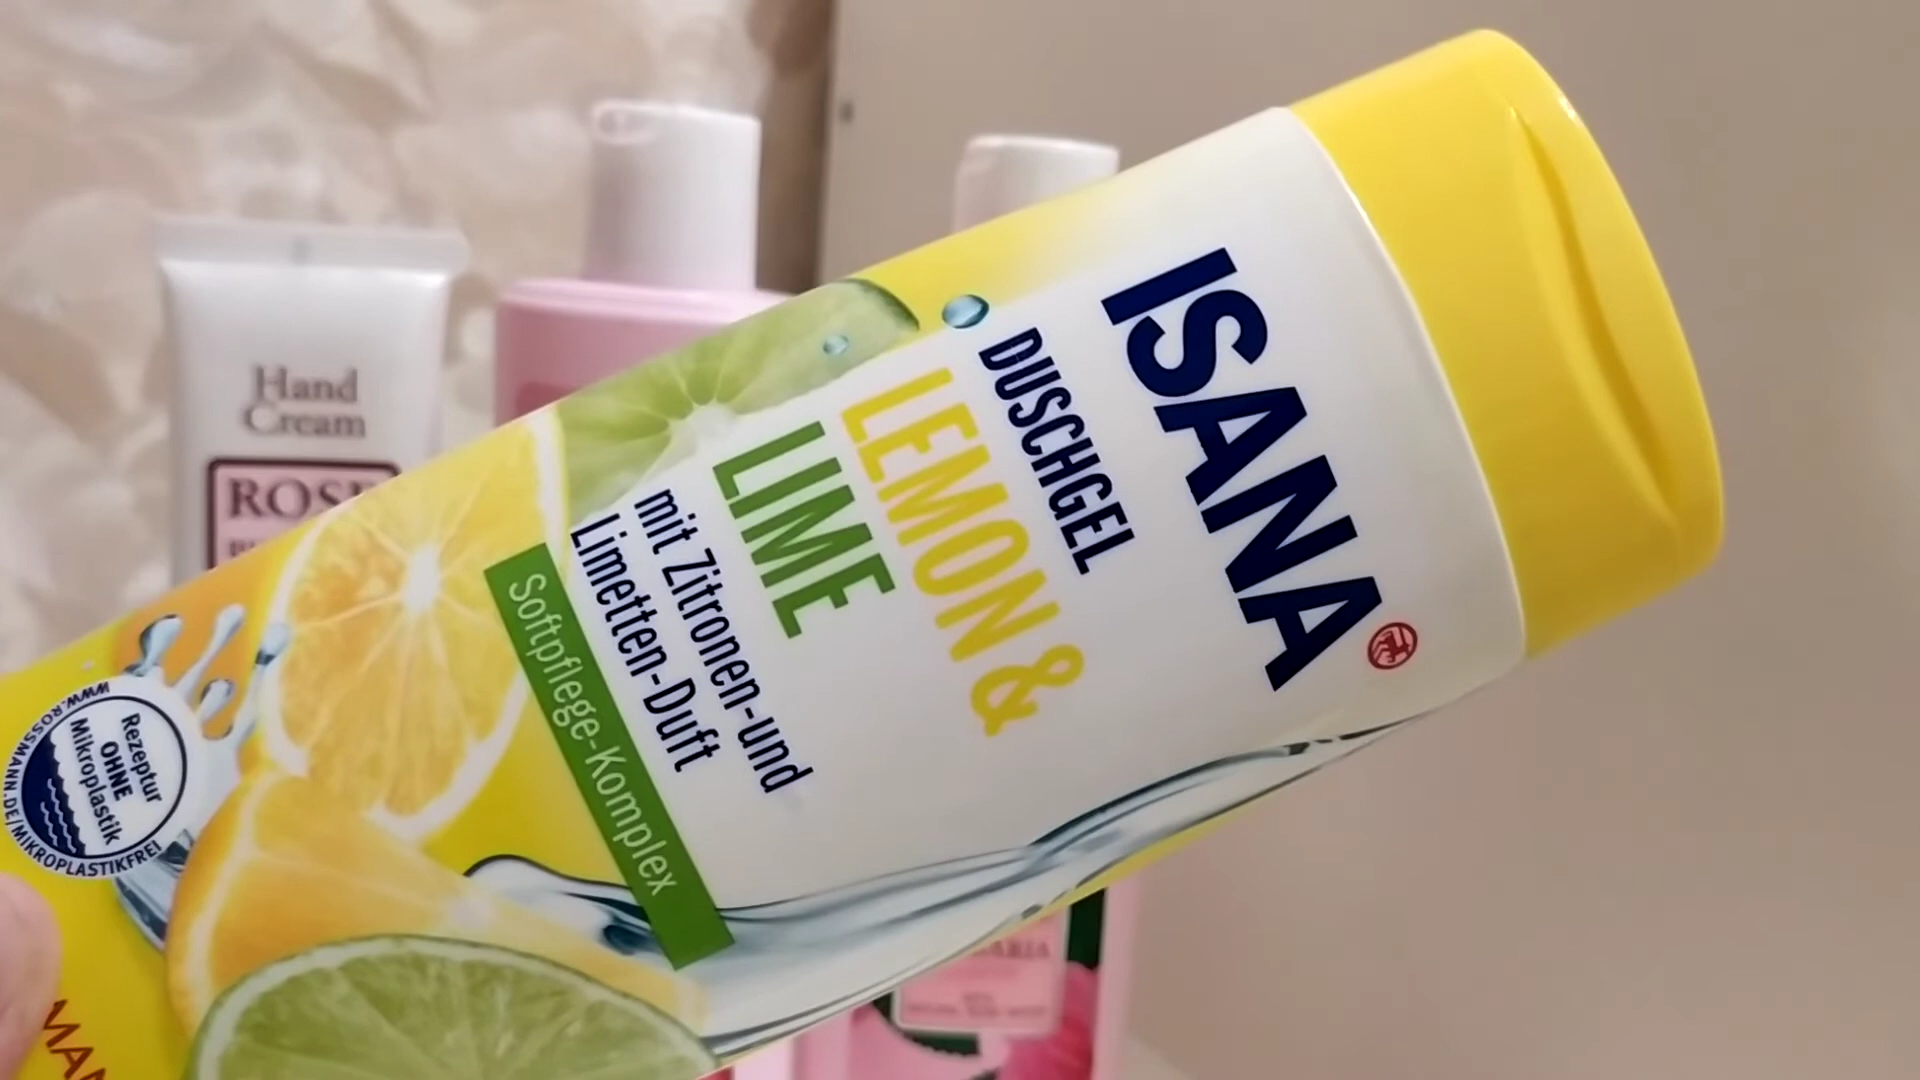 ISANA
DUSCHGEL
LEMON &
LIME
mit Zitronen-und
Limetten-Duft
Softpflege-Komplex
Rezeptur
OHNE
Mikroplastik
WWW.ROSSMANN.DE/MIKROPLASTIKFREI
Hand
Cream
ROSE